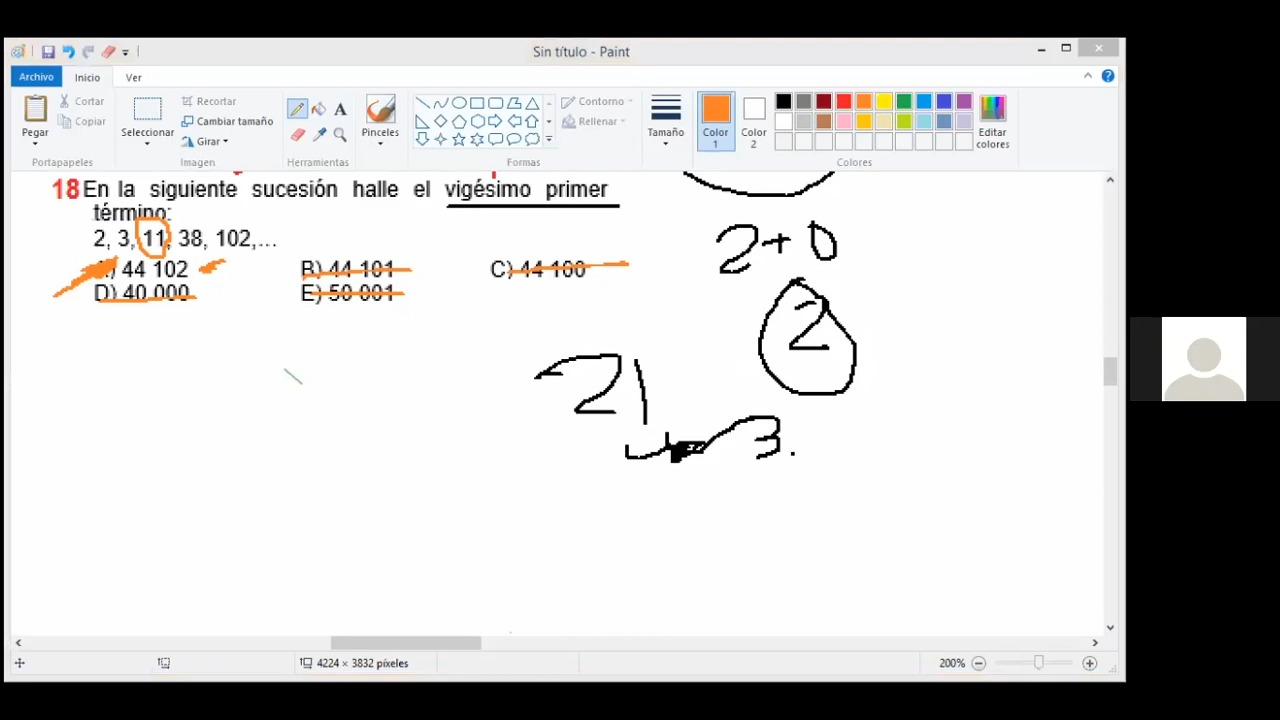 Sin título - Paint
Archivo Inicio Ver
Pegar
Cortar
Copiar
Portapapeles
Seleccionar
Recortar
Cambiar tamaño
Girar
Imagen
A
Herramientas
Pinceles
Contorno
Rellenar
Formas
Tamaño
Color 1
Color 2
Editar colores
Colores
18 En la siguiente sucesión halle el vigésimo primer
término:
2, 3, 11, 38, 102,...
A) 44 102 B) 44 101 C) 44 100
D) 40 000 E) 50 001
2+0
2
21
3.
4224 × 3832 píxeles
200%